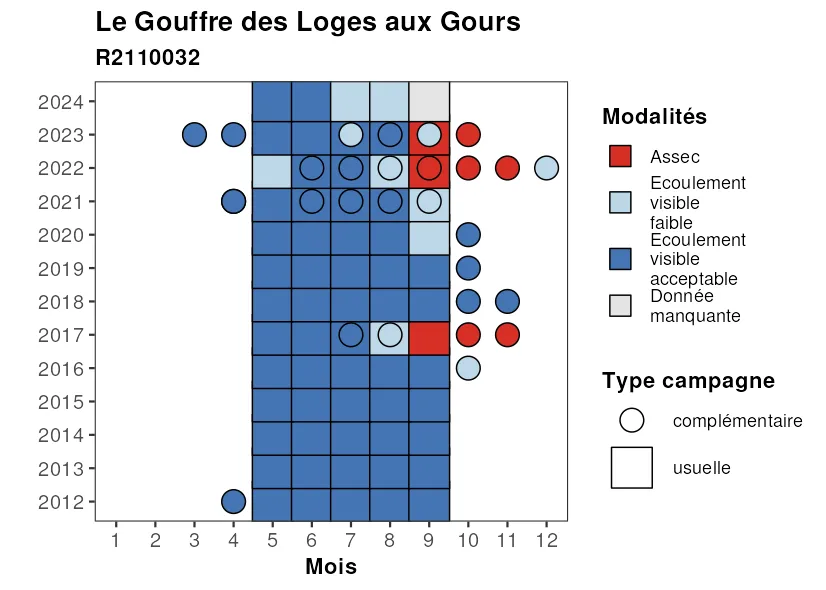 Le Gouffre des Loges aux Gours
R2110032
2024
2023
2022
2021
2020
2019
2018
2017
2016
2015
2014
2013
2012
1 2 3 4 5 6 7 8 9 10 11 12
Mois
Modalités
Assec
Ecoulement
visible
faible
Ecoulement
visible
acceptable
Donnée
manquante
Type campagne
complémentaire
usuelle